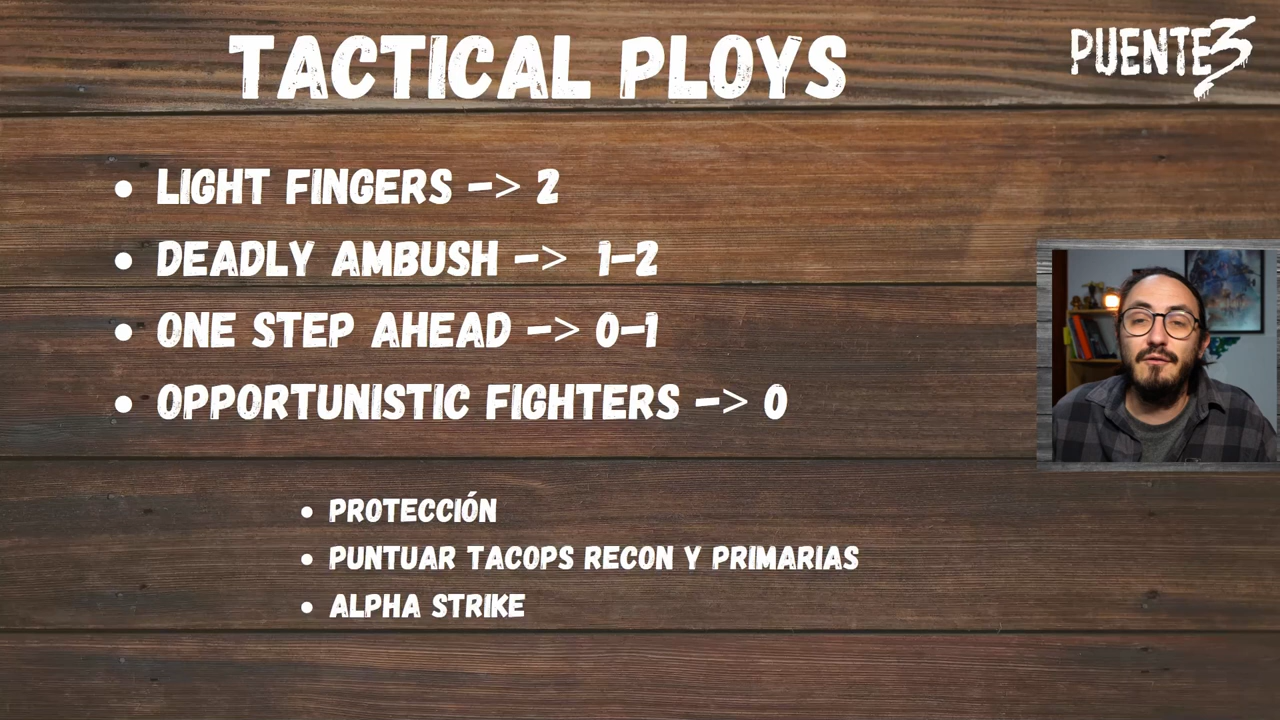 TACTICAL PLOYS
PUENTE3
• LIGHT FINGERS -> 2
• DEADLY AMBUSH -> 1-2
• ONE STEP AHEAD -> 0-1
• OPPORTUNISTIC FIGHTERS -> 0
• PROTECCIÓN
• PUNTUAR TACOPS RECON Y PRIMARIAS
• ALPHA STRIKE